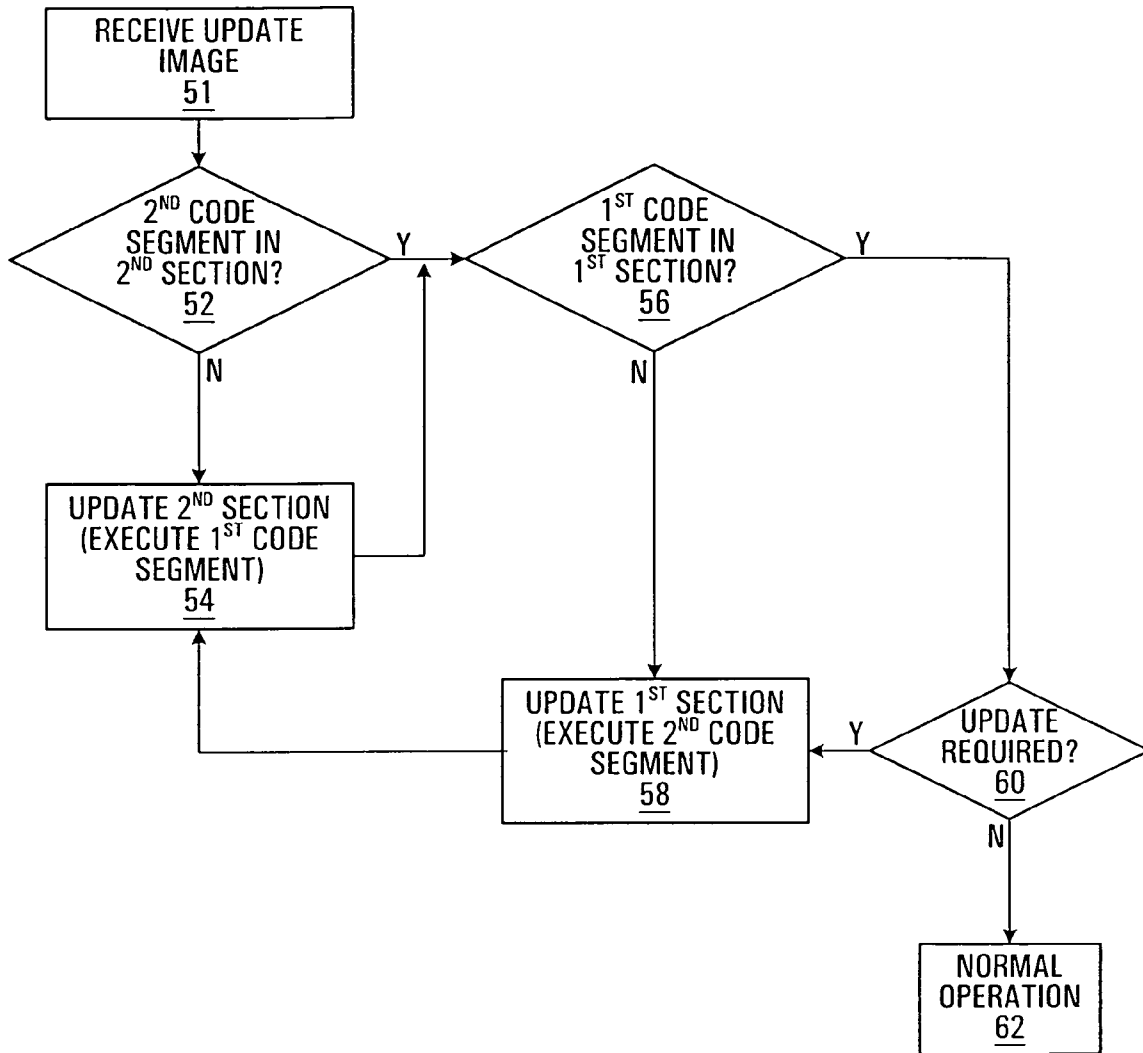 RECEIVE UPDATE
IMAGE
51
2ND CODE
SEGMENT IN
2ND SECTION?
52
Y
N
1ST CODE
SEGMENT IN
1ST SECTION?
56
Y
N
UPDATE 2ND SECTION
(EXECUTE 1ST CODE
SEGMENT)
54
UPDATE 1ST SECTION
(EXECUTE 2ND CODE
SEGMENT)
58
Y
UPDATE
REQUIRED?
60
N
NORMAL
OPERATION
62